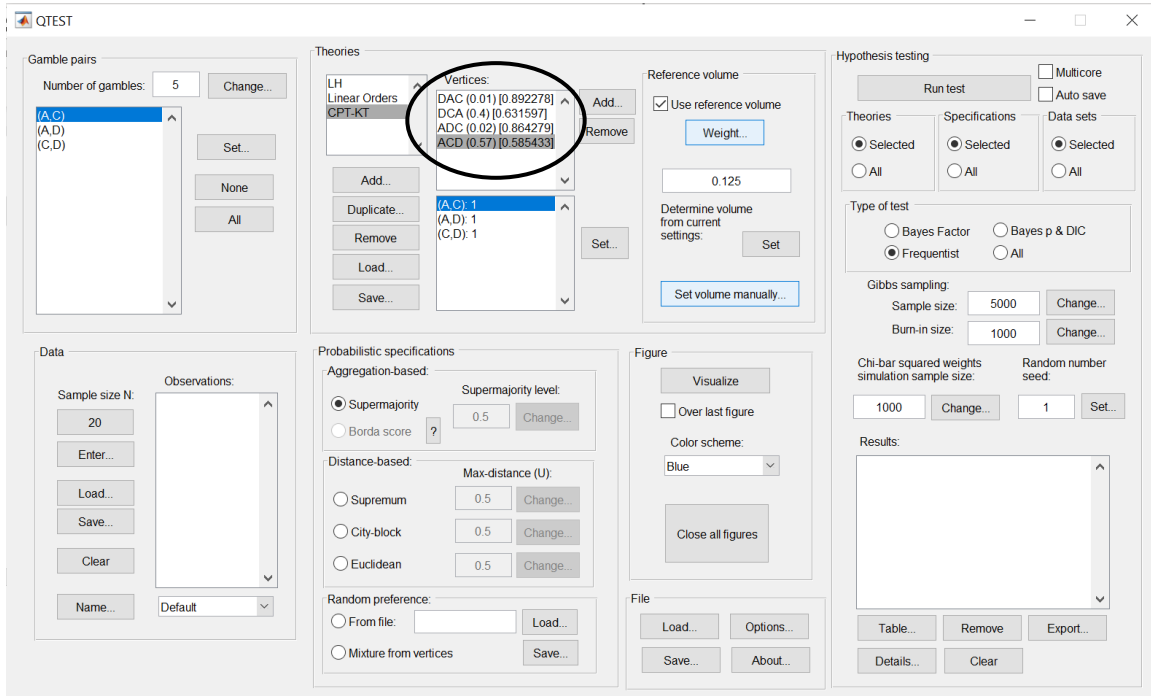 QTEST
Gamble pairs
Number of gambles: 5 Change...
(A,C)
(A,D)
(C,D)
Set...
None
All
Theories
LH
Linear Orders
CPT-KT
Add...
Duplicate...
Remove
Load...
Save...
Vertices:
DAC (0.01) [0.892278]
DCA (0.4) [0.631597]
ADC (0.02) [0.864279]
ACD (0.57) [0.585433]
Add...
Remove
(A,C): 1
(A,D): 1
(C,D): 1
Set...
Reference volume
Use reference volume
Weight...
0.125
Determine volume
from current
settings:
Set
Set volume manually...
Hypothesis testing
Run test
Multicore
Auto save
Theories
Selected
All
Specifications
Selected
All
Data sets
Selected
All
Type of test
Bayes Factor Bayes p & DIC
Frequentist All
Gibbs sampling:
Sample size: 5000 Change...
Burn-in size: 1000 Change...
Chi-bar squared weights
simulation sample size:
1000 Change...
Random number
seed:
1 Set...
Results:
Table... Remove Export...
Details... Clear
Data
Sample size N:
20
Enter...
Load...
Save...
Clear
Name... Default
Observations:
Probabilistic specifications
Aggregation-based:
Supermajority level:
Supermajority 0.5 Change...
Borda score ?
Distance-based:
Max-distance (U):
Supremum 0.5 Change...
City-block 0.5 Change...
Euclidean 0.5 Change...
Random preference:
From file: Load...
Mixture from vertices Save...
Figure
Visualize
Over last figure
Color scheme:
Blue
Close all figures
File
Load... Options...
Save... About...